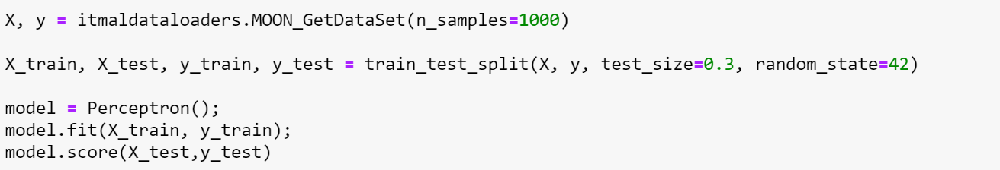 X, y = itmaldataloaders.MOON_GetDataSet(n_samples=1000)
X_train, X_test, y_train, y_test = train_test_split(X, y, test_size=0.3, random_state=42)
model = Perceptron();
model.fit(X_train, y_train);
model.score(X_test,y_test)